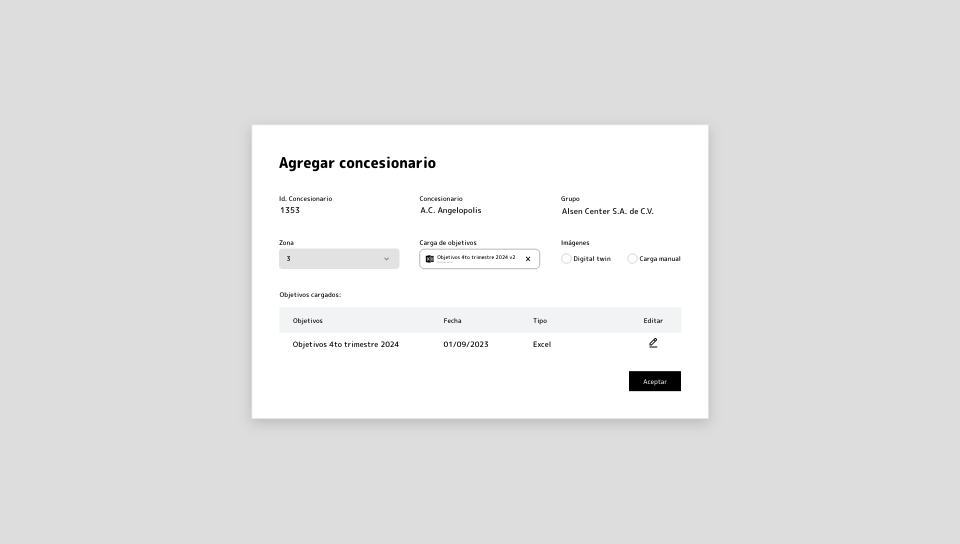 Agregar concesionario
Id. Concesionario
Concesionario
Grupo
1353
A.C. Angelopolis
Alsen Center S.A. de C.V.
Zona
Carga de objetivos
Imágenes
3
Objetivos 4to trimestre 2024 v2
Digital twin
Carga manual
Objetivos cargados:
Objetivos
Fecha
Tipo
Editar
Objetivos 4to trimestre 2024
01/09/2023
Excel
Aceptar